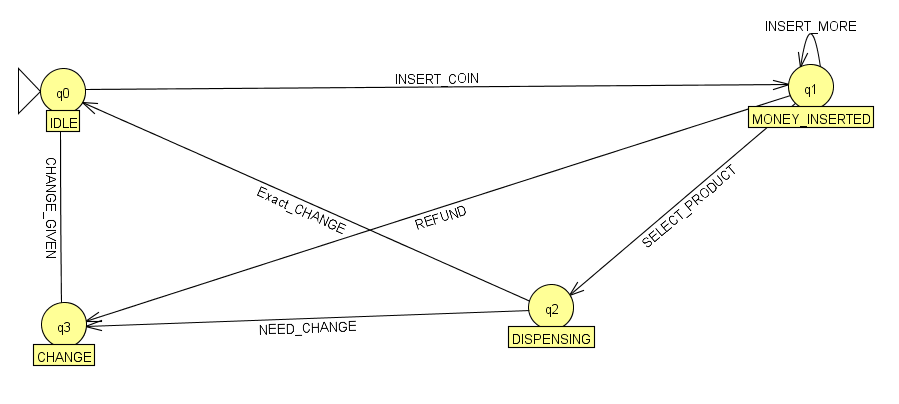 INSERT_MORE
INSERT_COIN
q0
q1
IDLE
MONEY_INSERTED
CHANGE_GIVEN
Exact_CHANGE
REFUND
SELECT_PRODUCT
q2
q3
NEED_CHANGE
DISPENSING
CHANGE